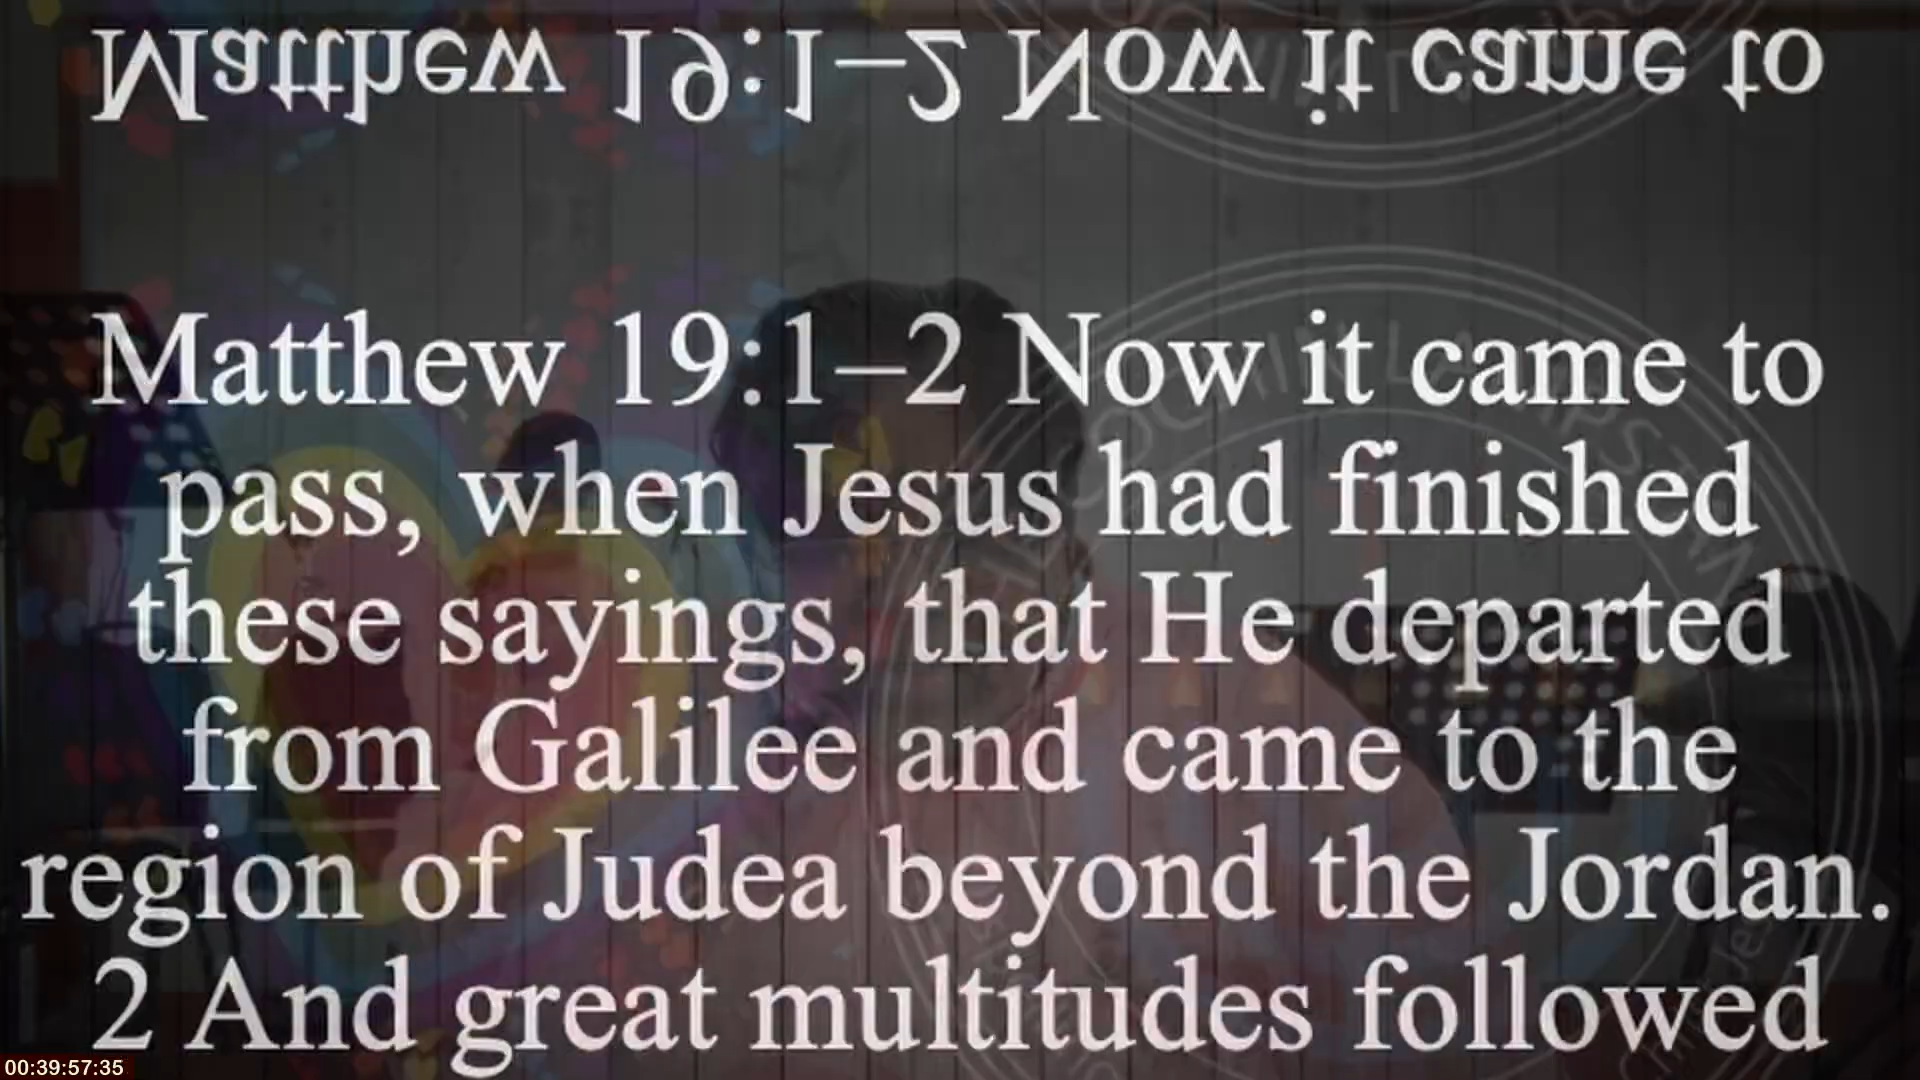 Matthew 19:1–2 Now it came to
Matthew 19:1–2 Now it came to
pass, when Jesus had finished
these sayings, that He departed
from Galilee and came to the
region of Judea beyond the Jordan.
2 And great multitudes followed
00:39:57:35